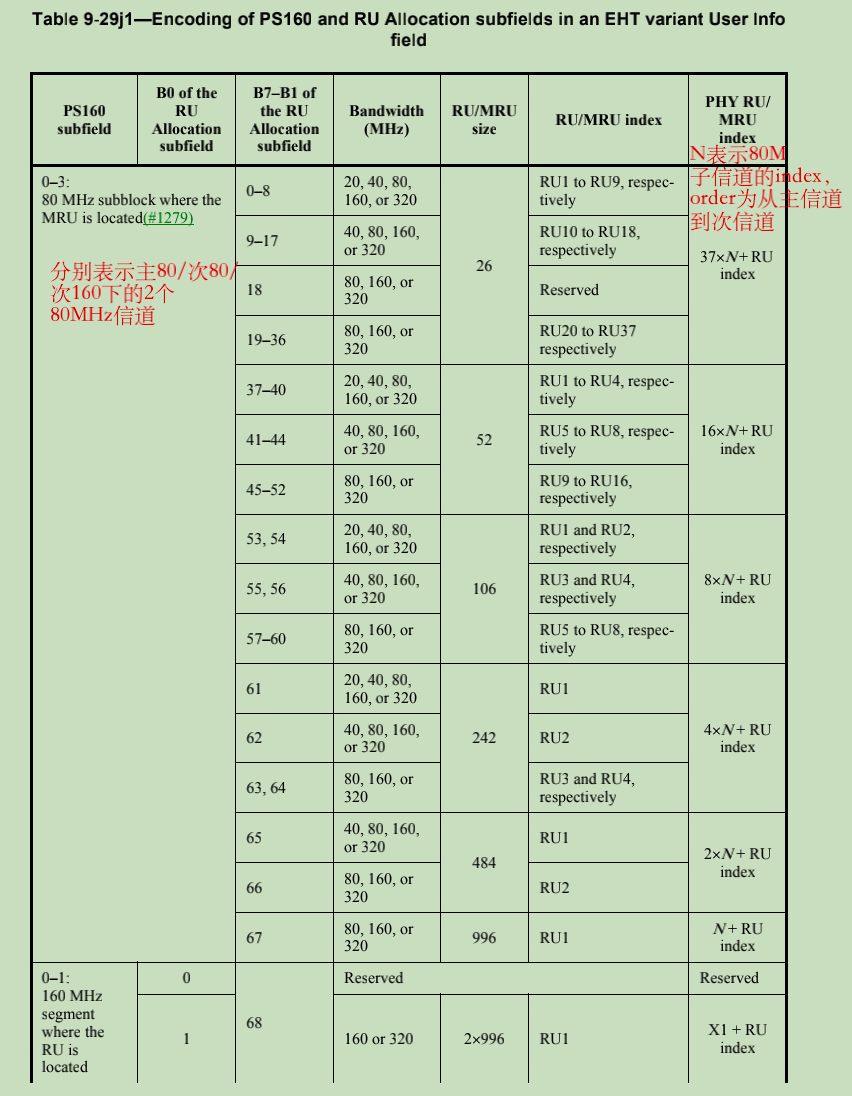 Table 9-29j1—Encoding of PS160 and RU Allocation subfields in an EHT variant User Info
field
PS160
subfield
B0 of the
RU
Allocation
subfield
B7–B1 of
the RU
Allocation
subfield
Bandwidth
(MHz)
RU/MRU
size
RU/MRU index
PHY RU/
MRU
index
N表示80M
子信道的index,
order为从主信道
到次信道
0–3:
80 MHz subblock where the
MRU is located(#1279)
分别表示主80/次80/
次160下的2个
80MHz信道
0–8
20, 40, 80,
160, or 320
26
RU1 to RU9, respec-
tively
37×N+ RU
index
9–17
40, 80, 160,
or 320
RU10 to RU18,
respectively
18
80, 160, or
320
Reserved
19–36
80, 160, or
320
RU20 to RU37
respectively
37–40
20, 40, 80,
160, or 320
52
RU1 to RU4, respec-
tively
16×N+ RU
index
41–44
40, 80, 160,
or 320
RU5 to RU8, respec-
tively
45–52
80, 160, or
320
RU9 to RU16,
respectively
53, 54
20, 40, 80,
160, or 320
106
RU1 and RU2,
respectively
8×N+ RU
index
55, 56
40, 80, 160,
or 320
RU3 and RU4,
respectively
57–60
80, 160, or
320
RU5 to RU8, respec-
tively
61
20, 40, 80,
160, or 320
242
RU1
4×N+ RU
index
62
40, 80, 160,
or 320
RU2
63, 64
80, 160, or
320
RU3 and RU4,
respectively
65
40, 80, 160,
or 320
484
RU1
2×N+ RU
index
66
80, 160, or
320
RU2
67
80, 160, or
320
996
RU1
N+ RU
index
0–1:
160 MHz
segment
where the
RU is
located
0
68
Reserved
Reserved
1
160 or 320
2×996
RU1
X1 + RU
index